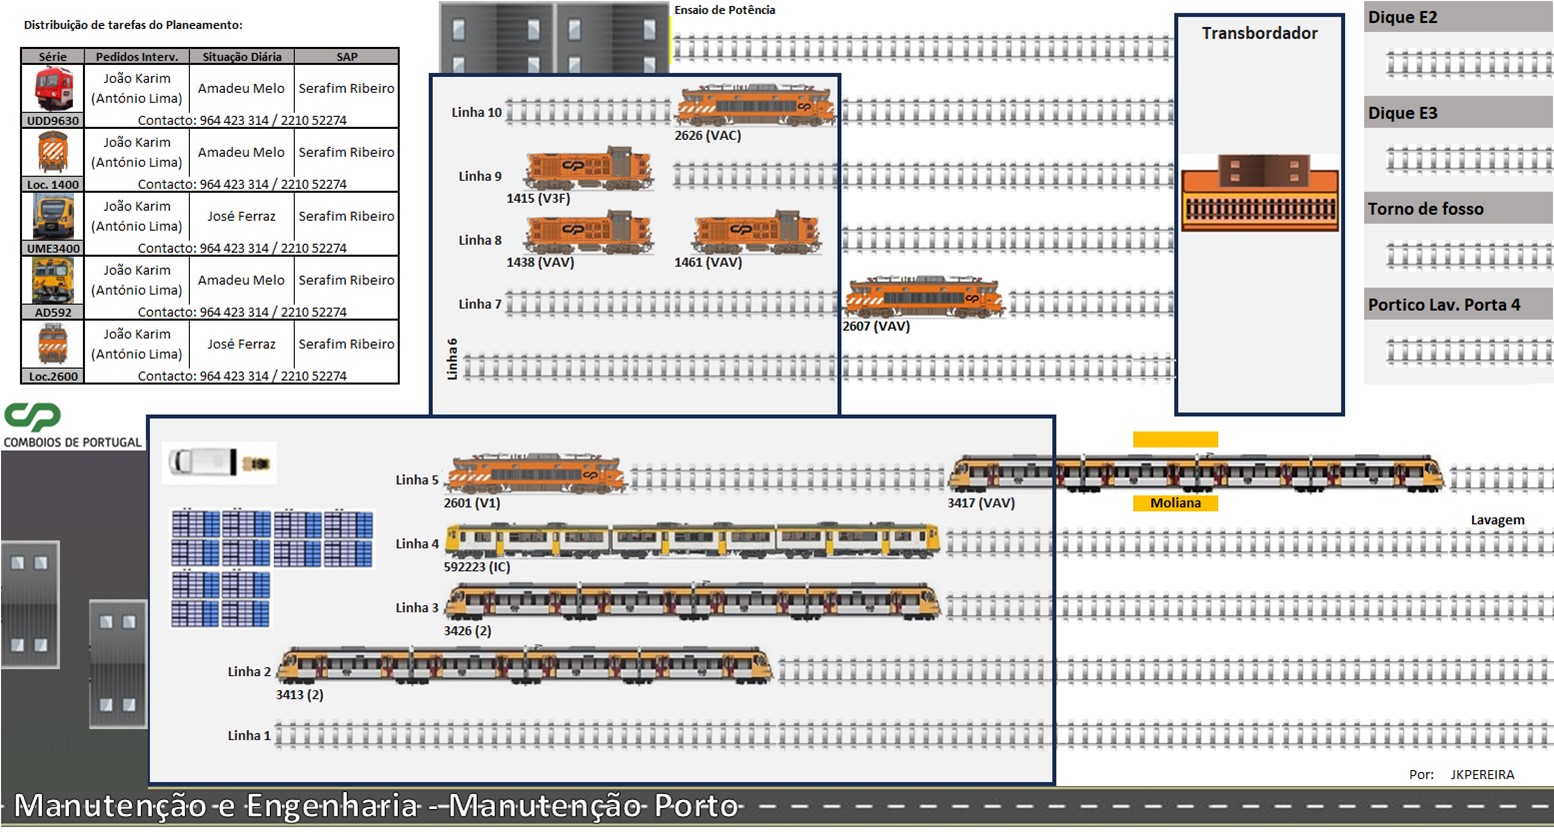 Distribuição de tarefas do Planeamento:
Série Pedidos Interv. Situação Diária SAP
João Karim
(António Lima) Amadeu Melo Serafim Ribeiro
UDD9630 Contacto: 964 423 314 / 2210 52274
João Karim
(António Lima) Amadeu Melo Serafim Ribeiro
Loc. 1400 Contacto: 964 423 314 / 2210 52274
João Karim
(António Lima) José Ferraz Serafim Ribeiro
UME3400 Contacto: 964 423 314 / 2210 52274
João Karim
(António Lima) Amadeu Melo Serafim Ribeiro
AD592 Contacto: 964 423 314 / 2210 52274
João Karim
(António Lima) José Ferraz Serafim Ribeiro
Loc.2600 Contacto: 964 423 314 / 2210 52274
CP
COMBOIOS DE PORTUGAL
Ensaio de Potência
Linha 10
2626 (VAC)
Linha 9
1415 (V3F)
Linha 8
1438 (VAV) 1461 (VAV)
Linha 7
2607 (VAV)
Linha 6
Transbordador
Dique E2
Dique E3
Torno de fosso
Portico Lav. Porta 4
Linha 5
2601 (V1) 3417 (VAV) Moliana
Lavagem
Linha 4
592223 (IC)
Linha 3
3426 (2)
Linha 2
3413 (2)
Linha 1
Por: JKPEREIRA
Manutenção e Engenharia - Manutenção Porto